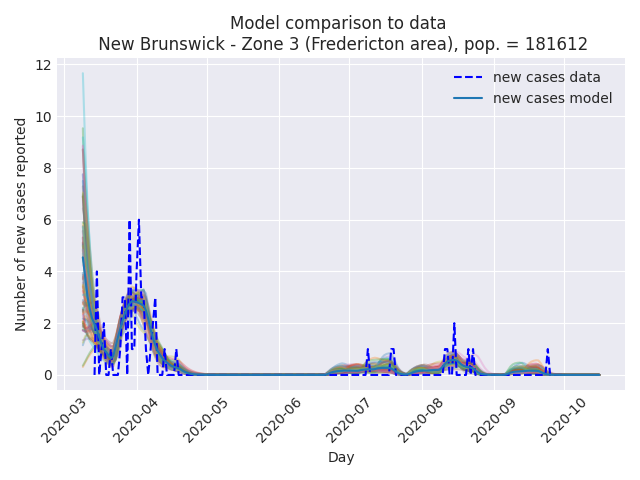 Model comparison to data
New Brunswick - Zone 3 (Fredericton area), pop. = 181612
new cases data
new cases model
Number of new cases reported
12
10
8
6
4
2
0
2020-03
2020-04
2020-05
2020-06
2020-07
2020-08
2020-09
2020-10
Day